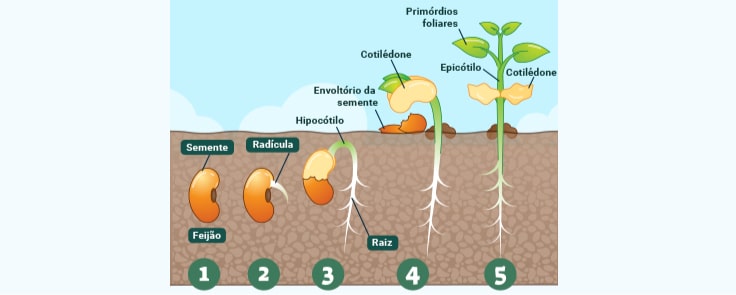 Primórdios
foliares
Cotilédone
Epicótilo
Cotilédone
Envoltório da
semente
Hipocótilo
Semente
Radícula
Feijão
Raiz
1 2 3 4 5